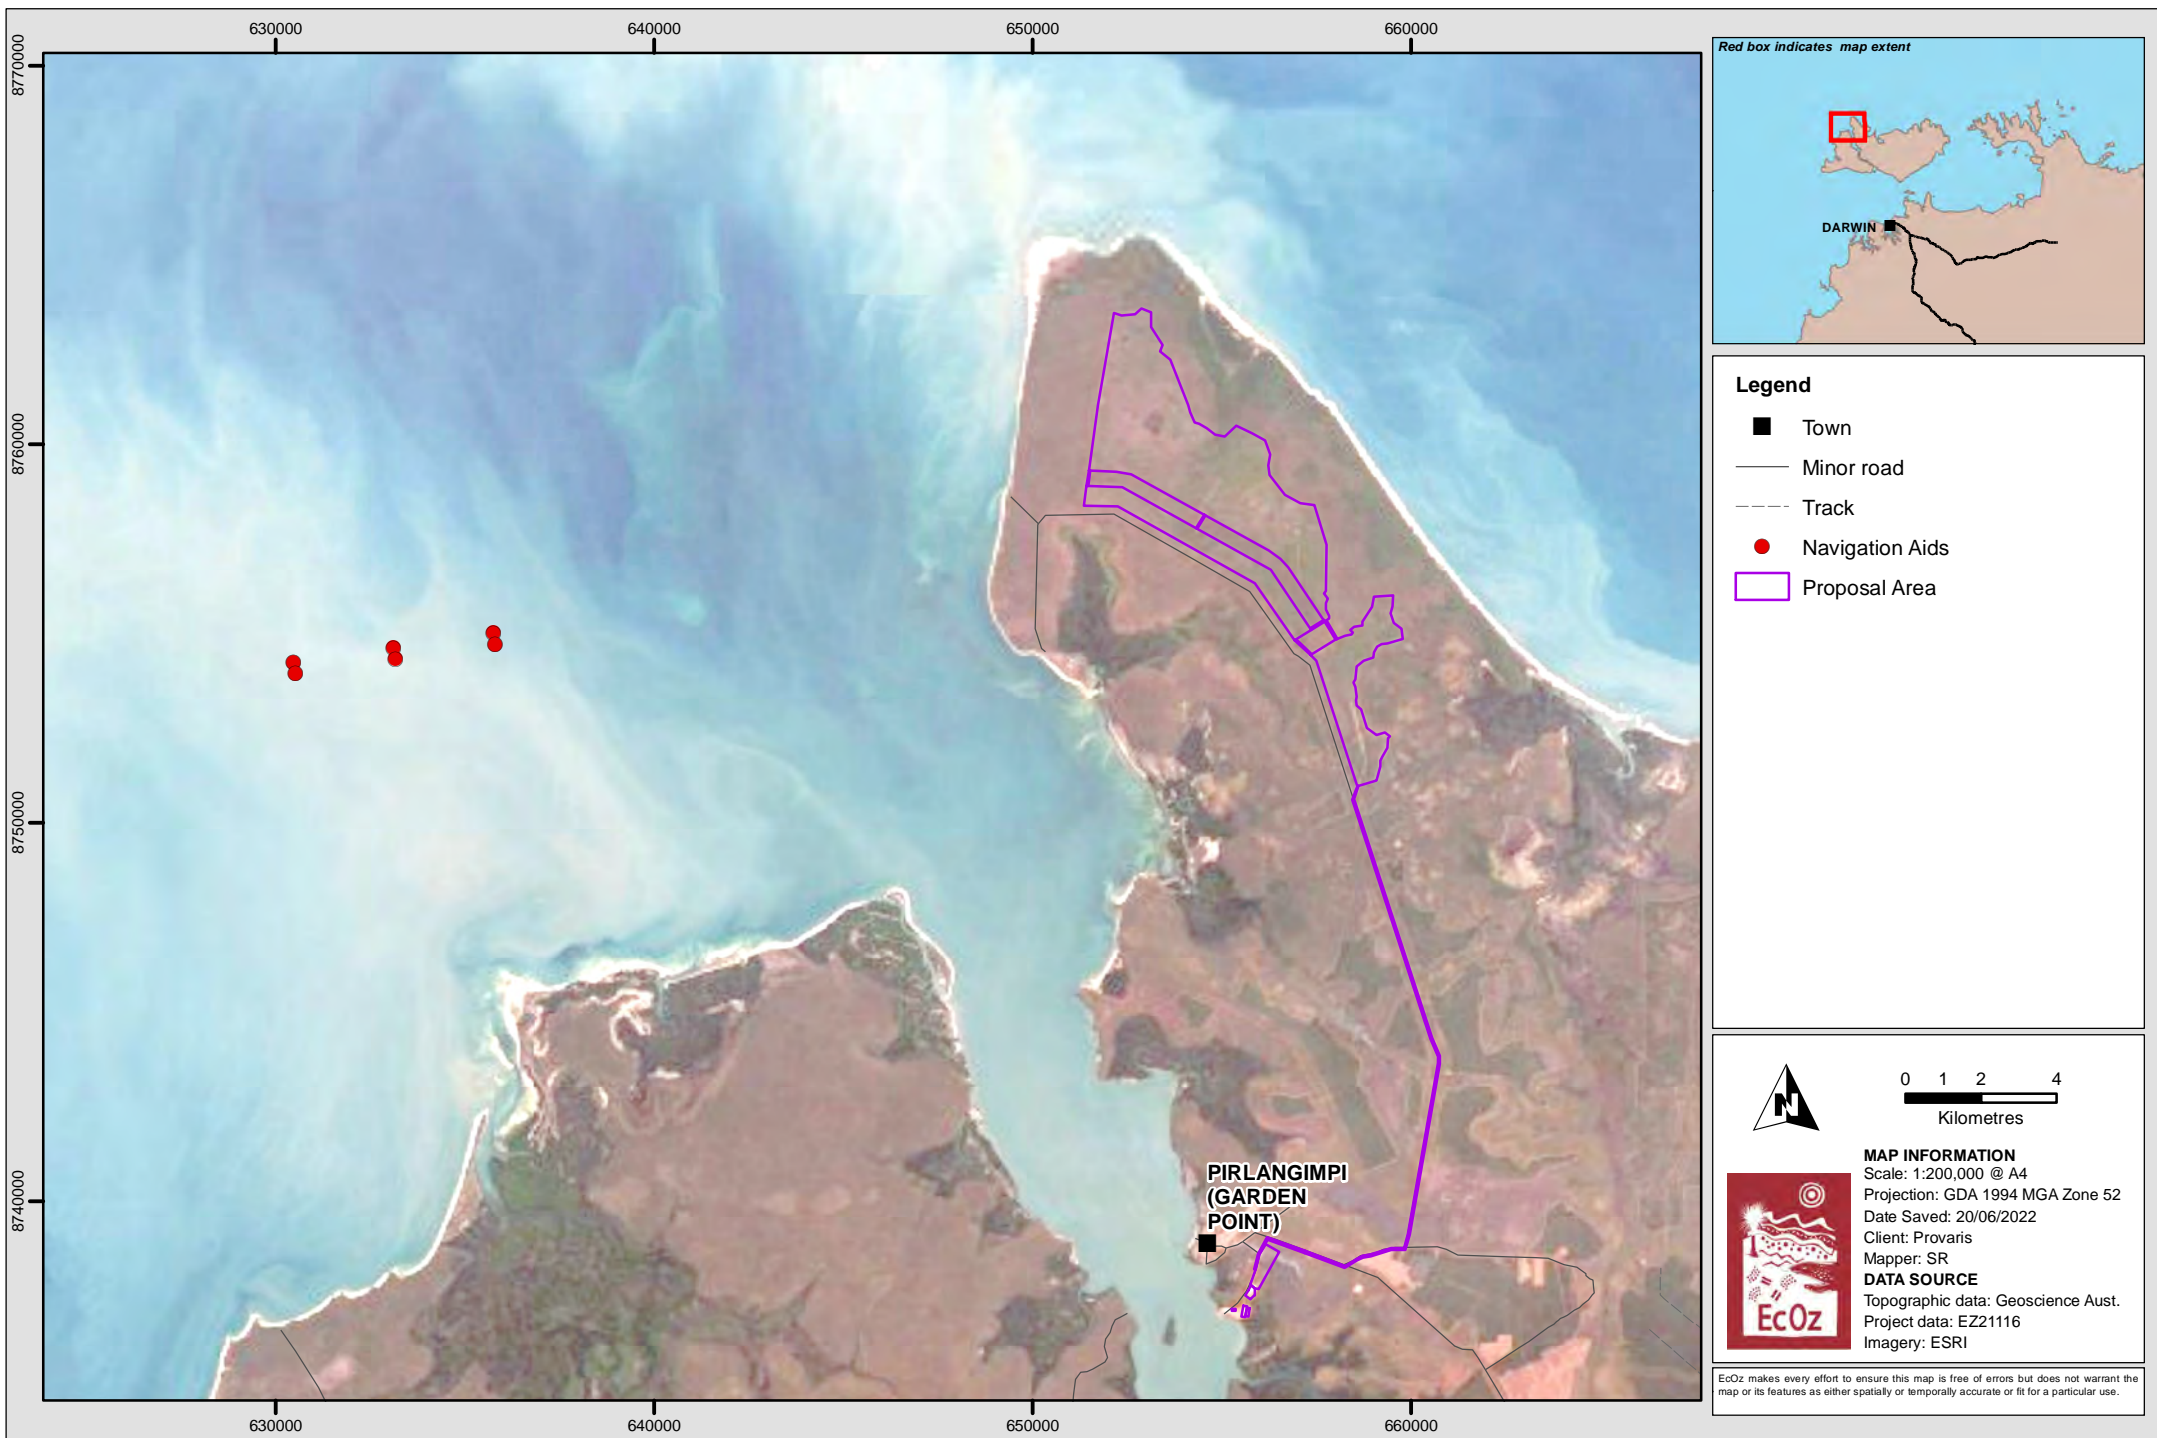 630000
640000
650000
660000
8770000
8760000
8750000
8740000
PIRLANGIMPI
(GARDEN
POINT)
630000
640000
650000
660000
Red box indicates map extent
DARWIN
Legend
Town
Minor road
Track
Navigation Aids
Proposal Area
N
0 1 2 4
Kilometres
MAP INFORMATION
Scale: 1:200,000 @ A4
Projection: GDA 1994 MGA Zone 52
Date Saved: 20/06/2022
Client: Provaris
Mapper: SR
DATA SOURCE
Topographic data: Geoscience Aust.
Project data: EZ21116
Imagery: ESRI
EcOz
EcOz makes every effort to ensure this map is free of errors but does not warrant the
map or its features as either spatially or temporally accurate or fit for a particular use.